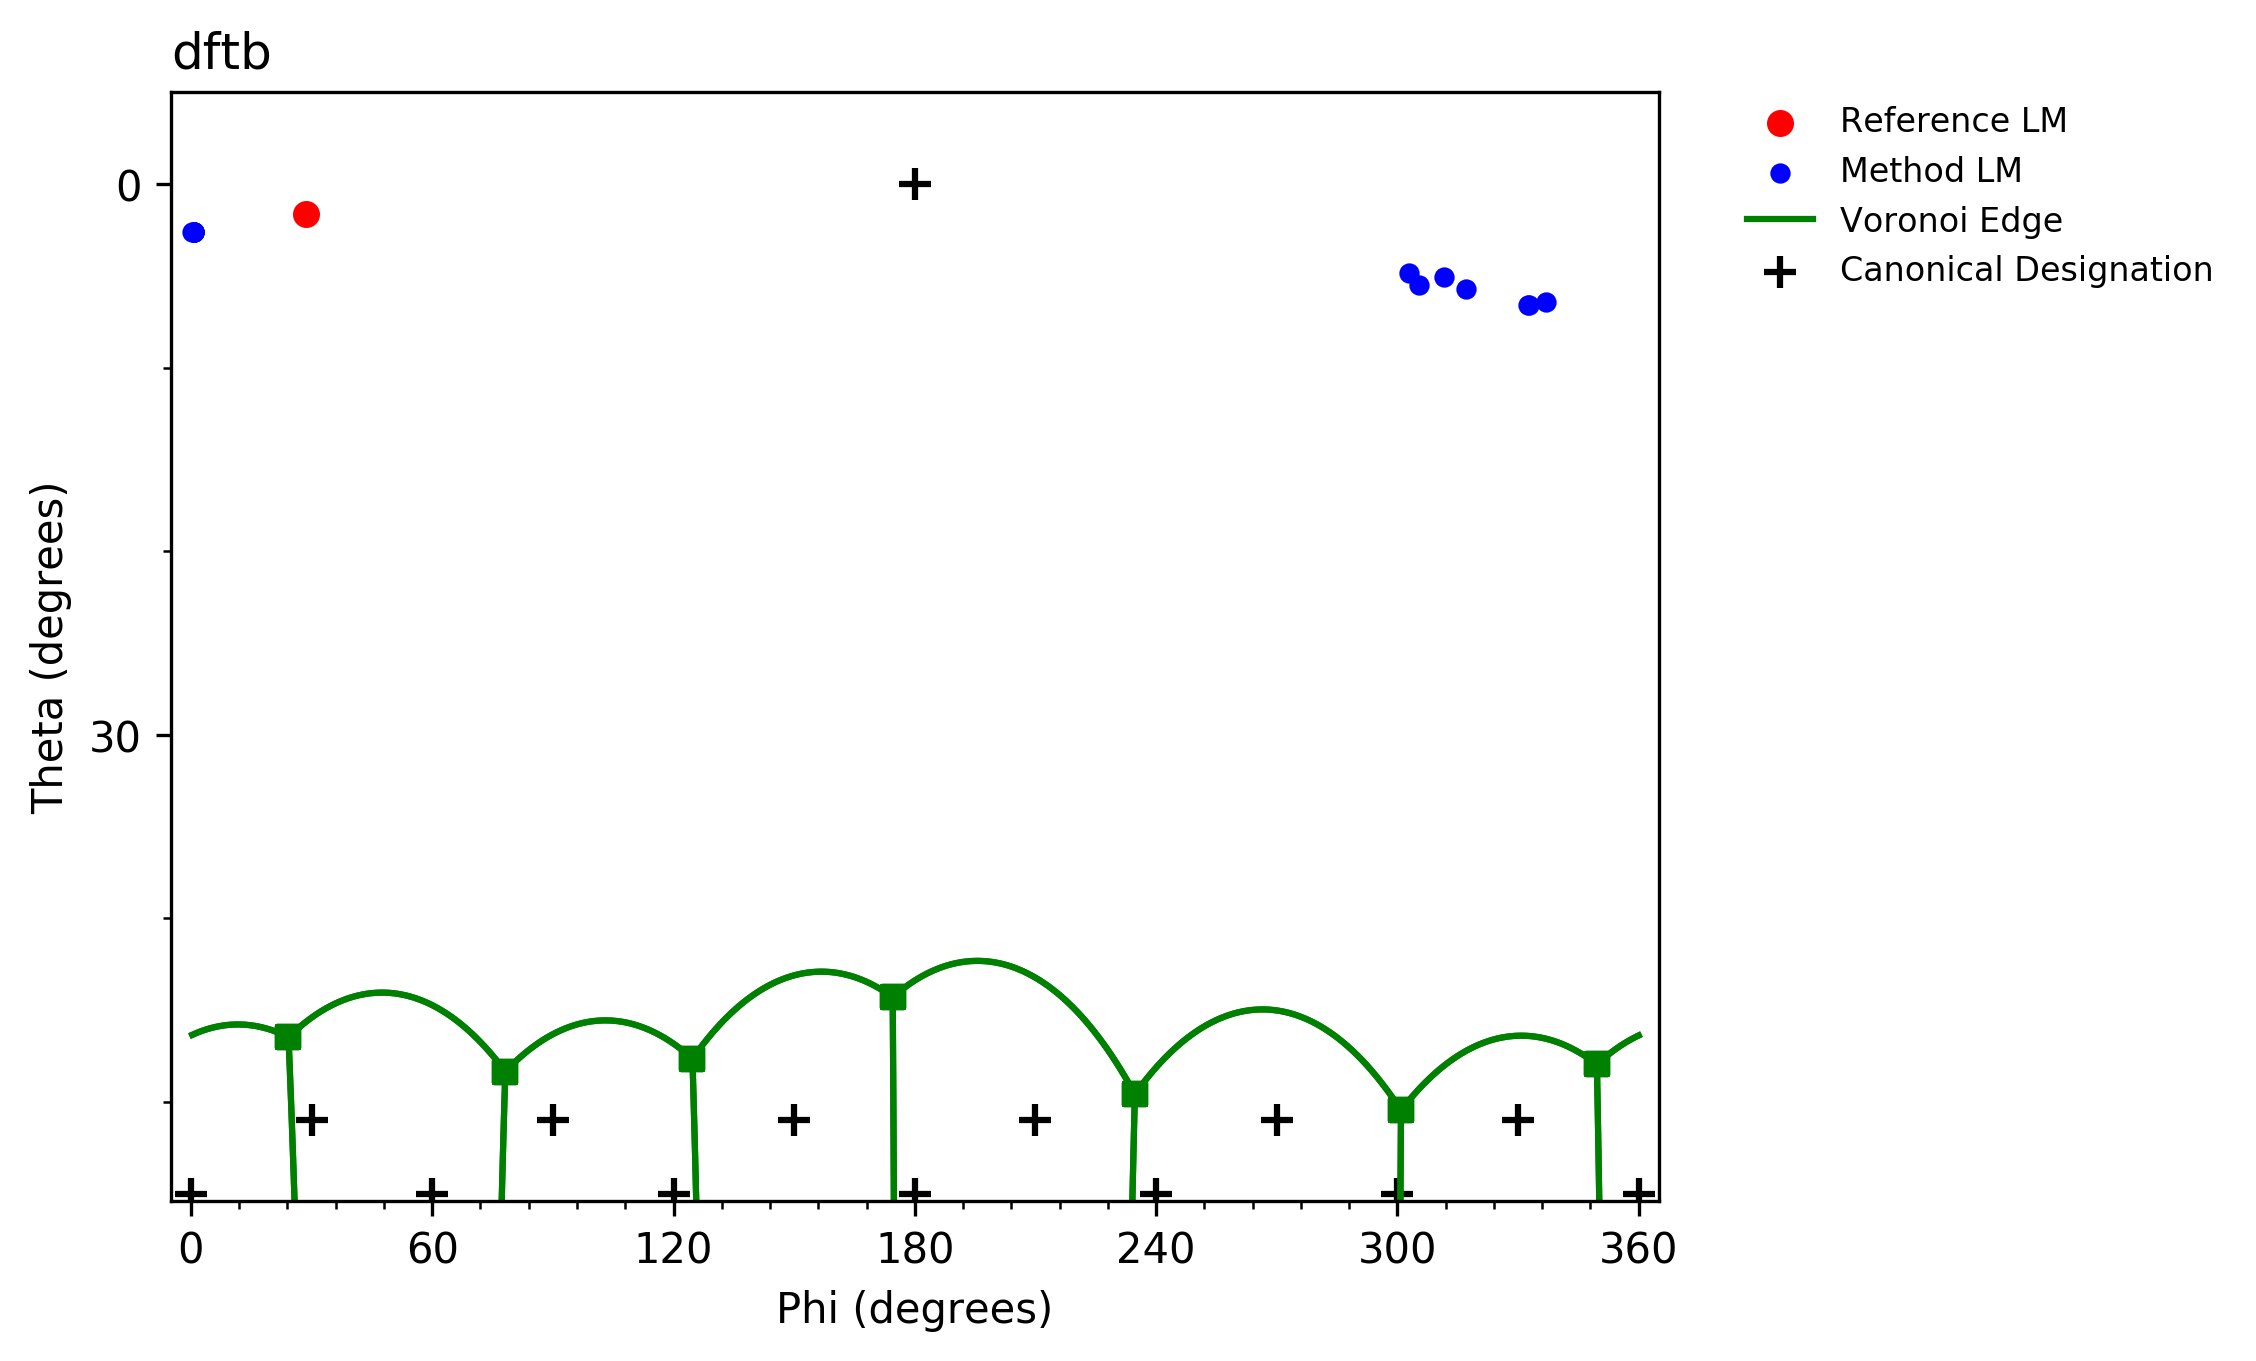 dftb
Reference LM
Method LM
Voronoi Edge
Canonical Designation
Theta (degrees)
0
30
0 60 120 180 240 300 360
Phi (degrees)